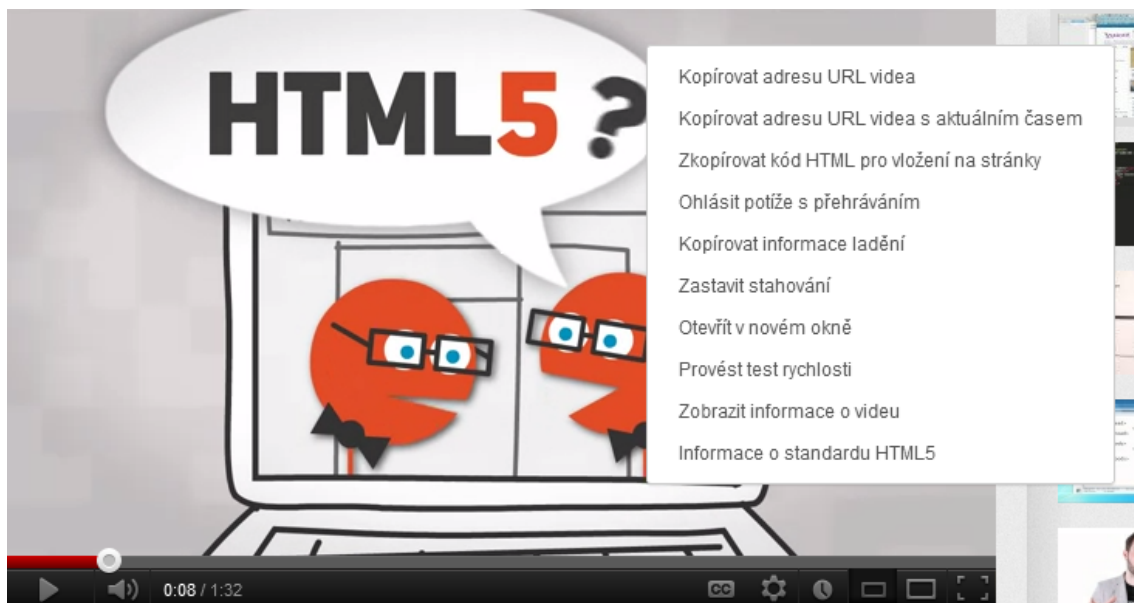 HTML5?
Kopírovat adresu URL videa
Kopírovat adresu URL videa s aktuálním časem
Zkopírovat kód HTML pro vložení na stránky
Ohlásit potíže s přehráváním
Kopírovat informace ladění
Zastavit stahování
Otevřít v novém okně
Provést test rychlosti
Zobrazit informace o videu
Informace o standardu HTML5
0:08 / 1:32
CC